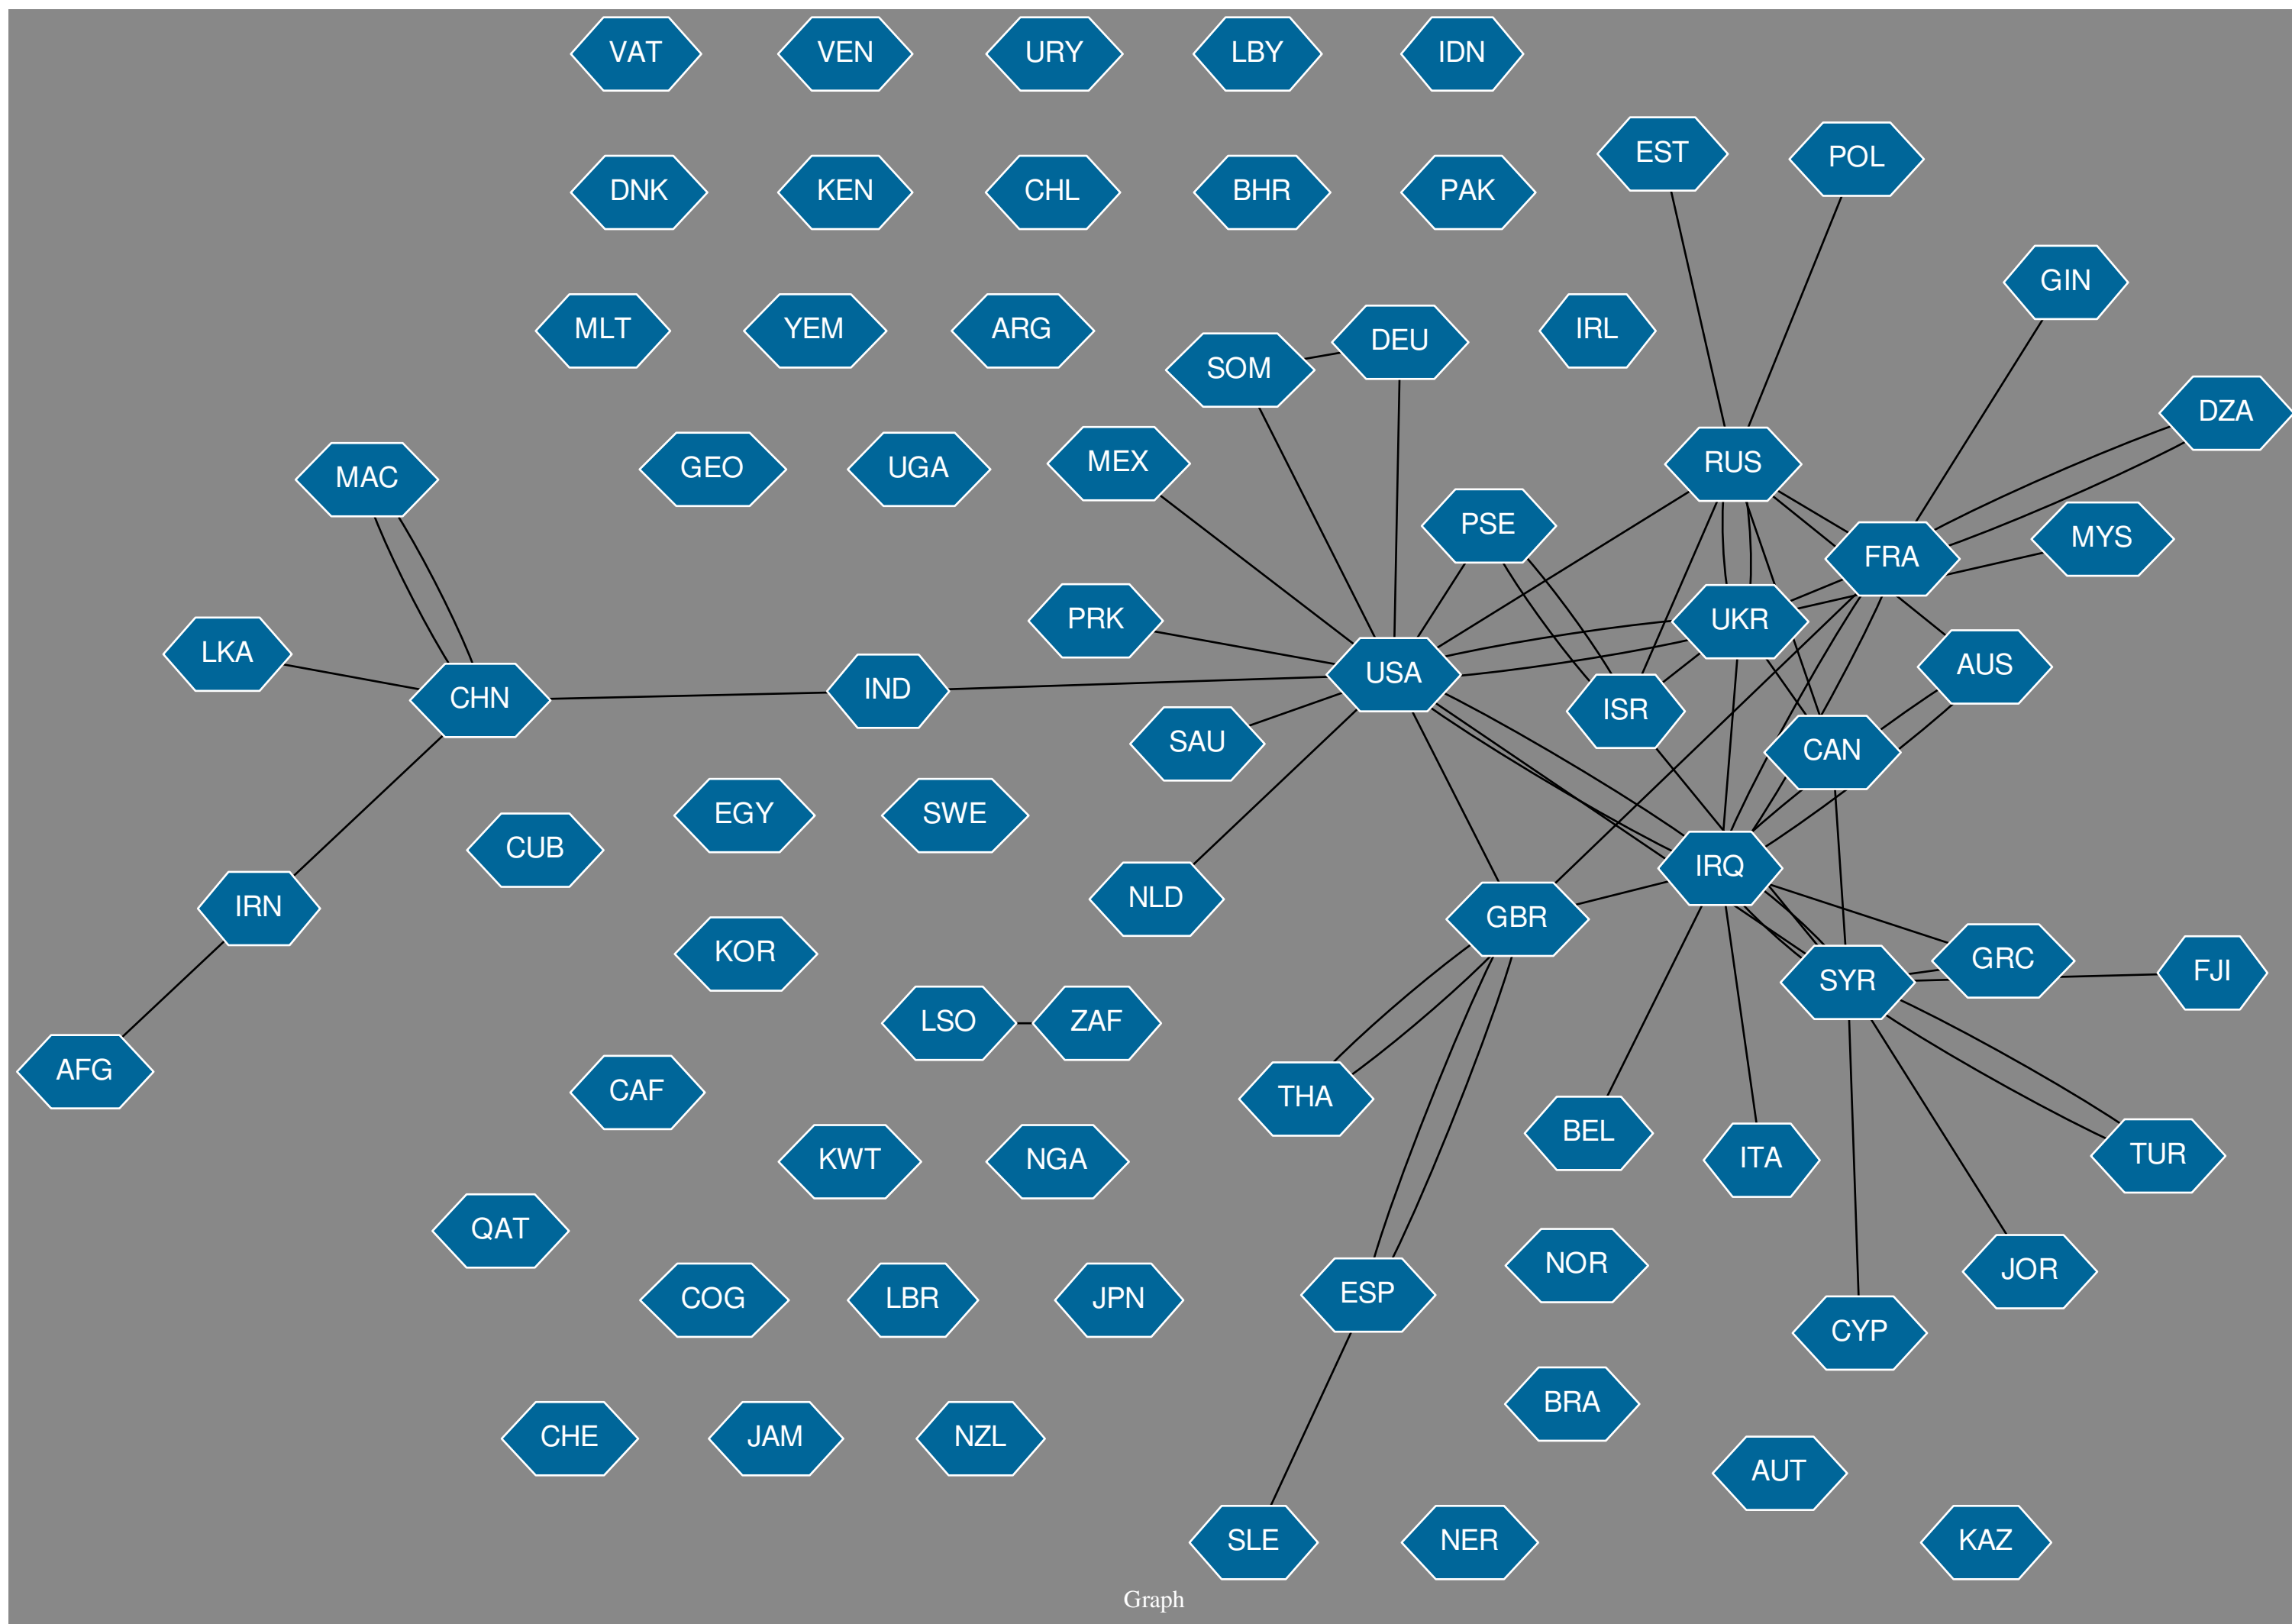 VAT VEN URY LBY IDN
EST POL
DNK KEN CHL BHR PAK
GIN
MLT YEM ARG SOM DEU IRL
DZA
MAC GEO UGA MEX RUS
PSE FRA MYS
LKA PRK UKR
CHN IND USA ISR AUS
SAU CAN
CUB EGY SWE
IRN NLD GBR IRQ
KOR SYR GRC FJI
LSO ZAF
AFG CAF THA
KWT NGA BEL ITA TUR
QAT NOR JOR
COG LBR JPN ESP CYP
CHE JAM NZL BRA
AUT
SLE NER KAZ
Graph